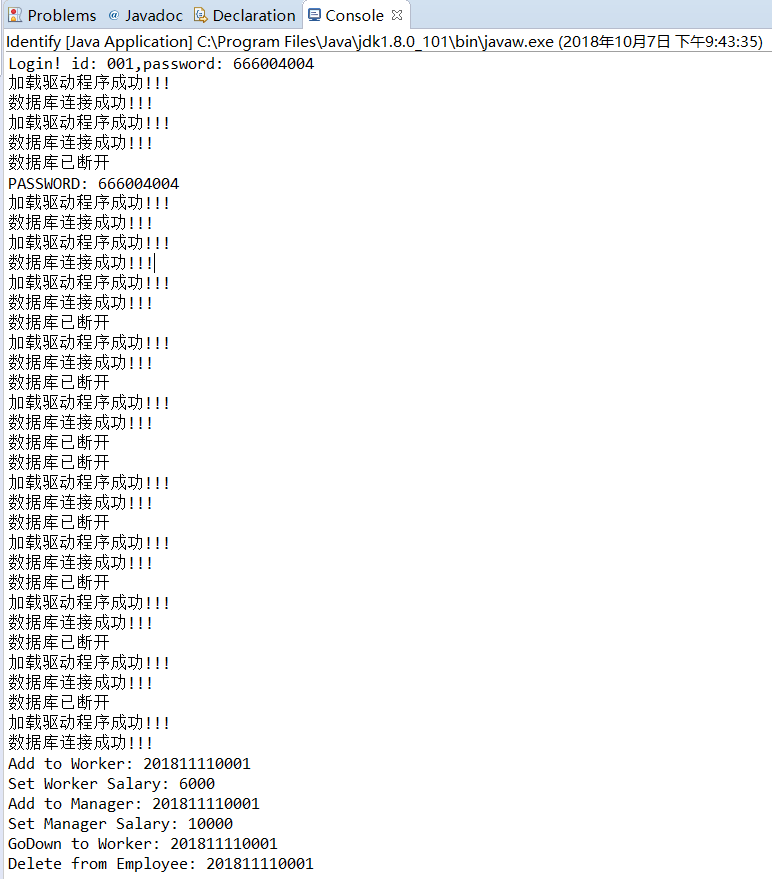 Problems @ Javadoc Declaration Console
Identify [Java Application] C:\Program Files\Java\jdk1.8.0_101\bin\javaw.exe (2018年10月7日 下午9:43:35)
Login! id: 001,password: 666004004
加载驱动程序成功!!!
数据库连接成功!!!
加载驱动程序成功!!!
数据库连接成功!!!
数据库已断开
PASSWORD: 666004004
加载驱动程序成功!!!
数据库连接成功!!!
加载驱动程序成功!!!
数据库连接成功!!!
加载驱动程序成功!!!
数据库连接成功!!!
数据库已断开
加载驱动程序成功!!!
数据库连接成功!!!
数据库已断开
加载驱动程序成功!!!
数据库连接成功!!!
数据库已断开
数据库已断开
加载驱动程序成功!!!
数据库连接成功!!!
数据库已断开
加载驱动程序成功!!!
数据库连接成功!!!
数据库已断开
加载驱动程序成功!!!
数据库连接成功!!!
数据库已断开
加载驱动程序成功!!!
数据库连接成功!!!
数据库已断开
加载驱动程序成功!!!
数据库连接成功!!!
Add to Worker: 201811110001
Set Worker Salary: 6000
Add to Manager: 201811110001
Set Manager Salary: 10000
GoDown to Worker: 201811110001
Delete from Employee: 201811110001